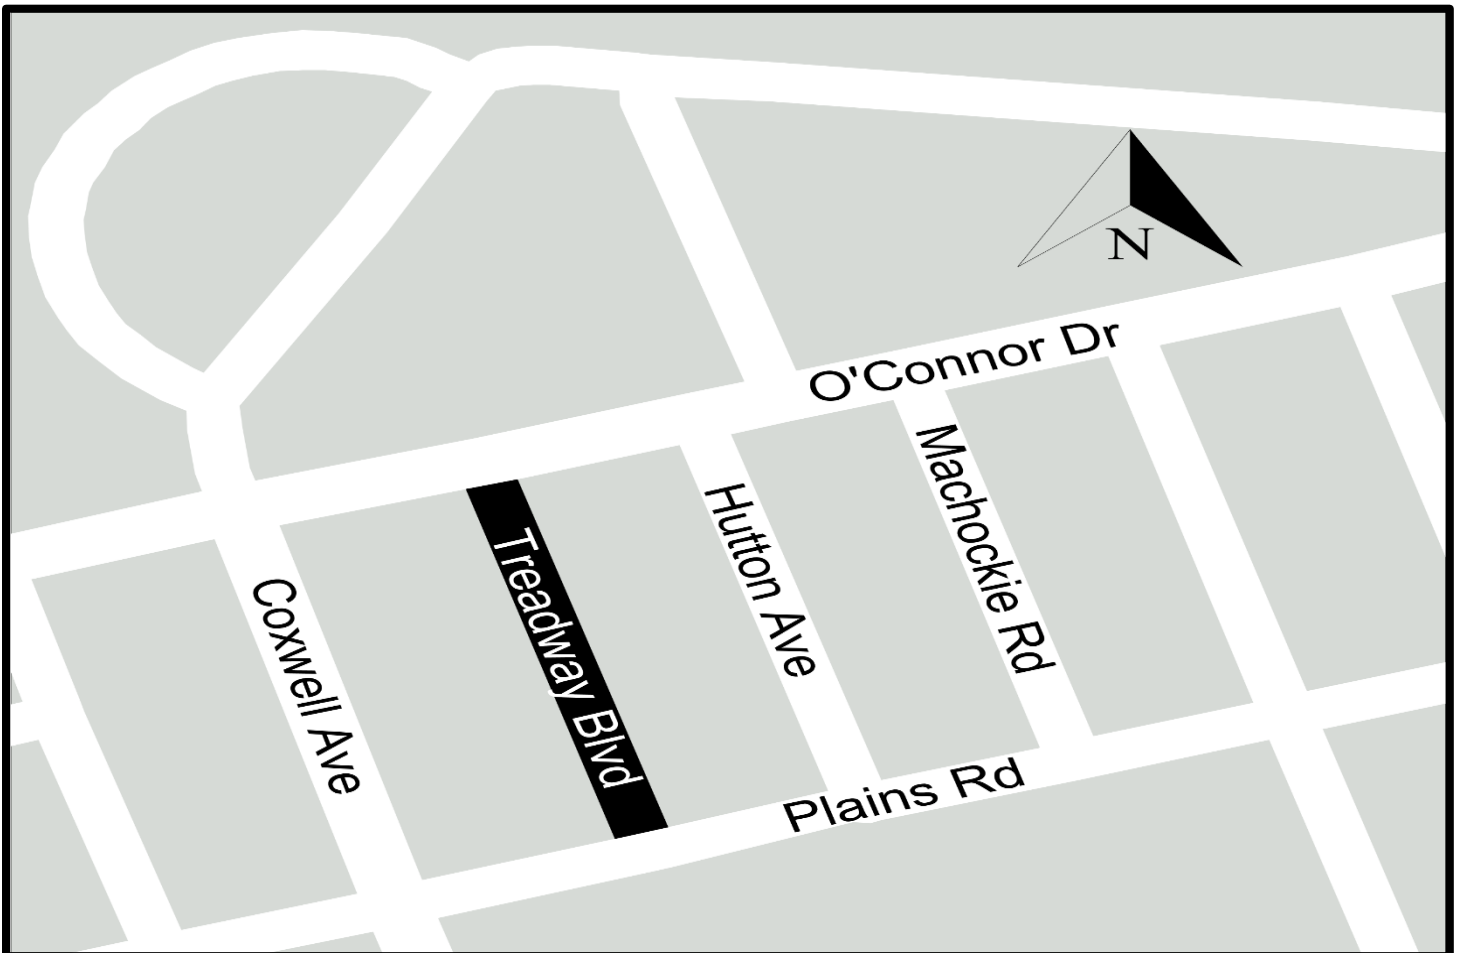 N
O'Connor Dr
Machockie Rd
Hutton Ave
Treadway Blvd
Coxwell Ave
Plains Rd